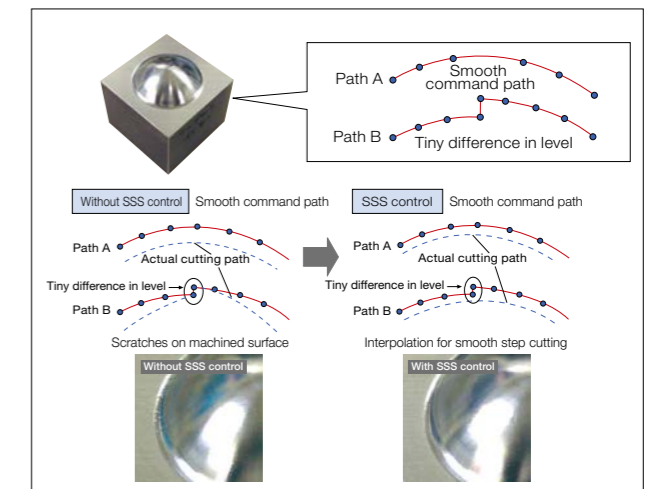 Path A
Smooth
command path
Path B
Tiny difference in level
Without SSS control
Smooth command path
Path A
Actual cutting path
Tiny difference in level
Path B
Scratches on machined surface
Without SSS control
SSS control
Smooth command path
Path A
Actual cutting path
Tiny difference in level
Path B
Interpolation for smooth step cutting
With SSS control